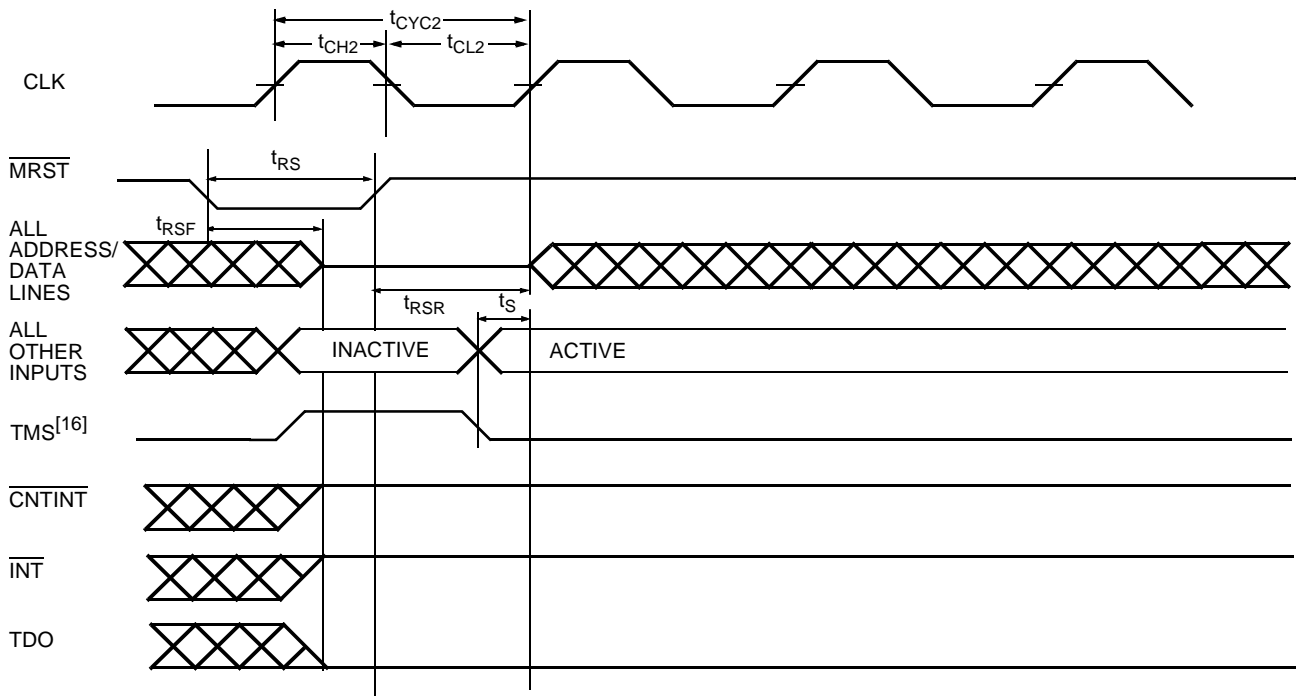 tCYC2
tCH2
tCL2
CLK
MRST
tRS
tRSF
ALL
ADDRESS/
DATA
LINES
tRSR
tS
ALL
OTHER
INPUTS
INACTIVE
ACTIVE
TMS[16]
CNTINT
INT
TDO